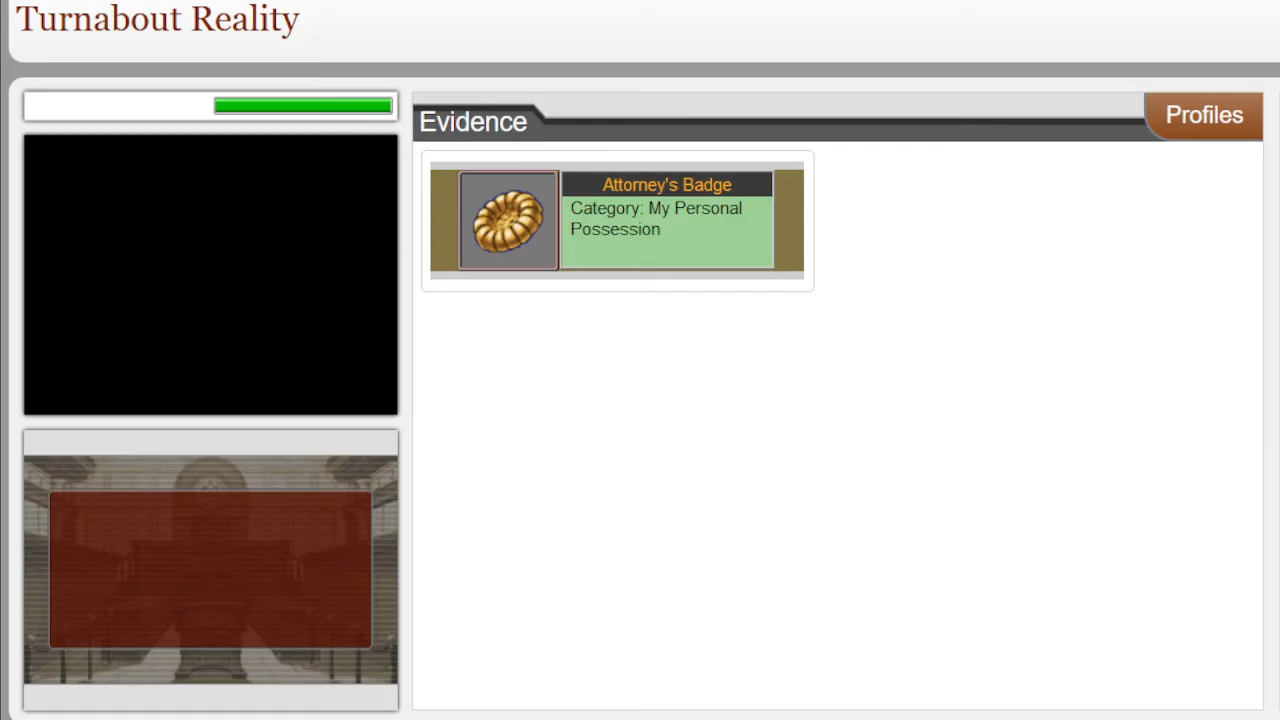 Turnabout Reality
Evidence
Profiles
Attorney's Badge
Category: My Personal
Possession